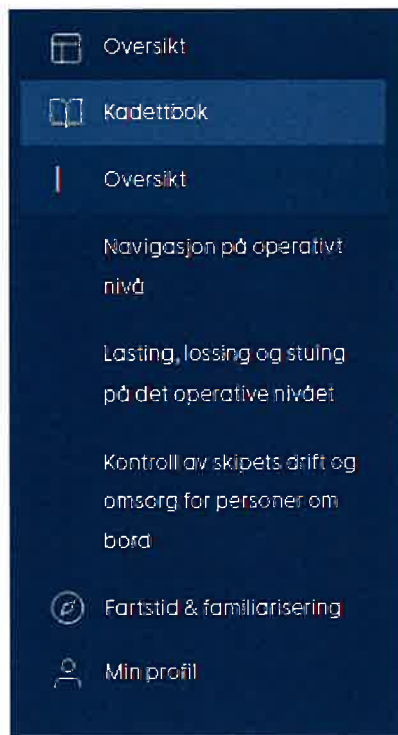 Oversikt
Kadettbok
Oversikt
Navigasjon på operativt
nivå
Lasting, lossing og stuing
på det operative nivået
Kontroll av skipets drift og
omsorg for personer om
bord
Fartstid & familiarisering
Min profil